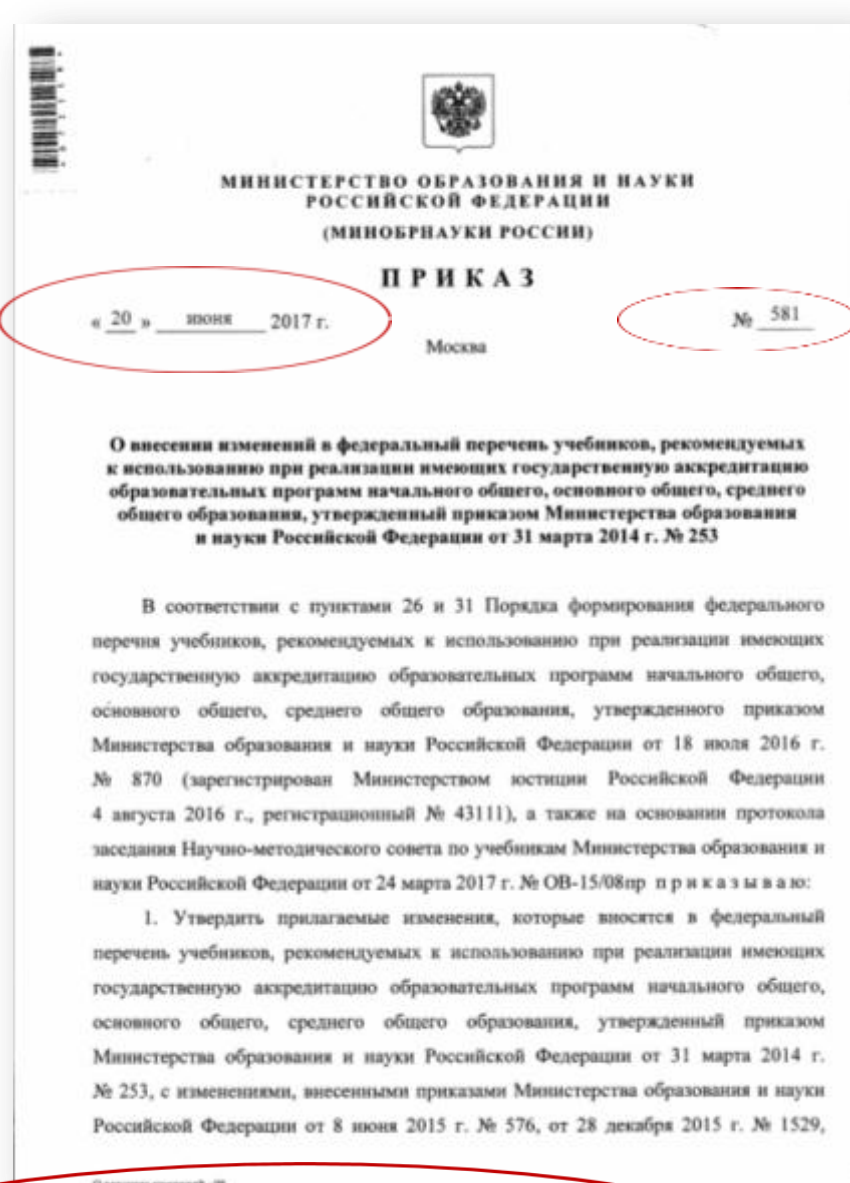 МИНИСТЕРСТВО ОБРАЗОВАНИЯ И НАУКИ
РОССИЙСКОЙ ФЕДЕРАЦИИ
(МИНОБРНАУКИ РОССИИ)
ПРИКАЗ
« 20 » июня 2017 г.
№ 581
Москва
О внесении изменений в федеральный перечень учебников, рекомендуемых
к использованию при реализации имеющих государственную аккредитацию
образовательных программ начального общего, основного общего, среднего
общего образования, утвержденный приказом Министерства образования
и науки Российской Федерации от 31 марта 2014 г. № 253
В соответствии с пунктами 26 и 31 Порядка формирования федерального
перечня учебников, рекомендуемых к использованию при реализации имеющих
государственную аккредитацию образовательных программ начального общего,
основного общего, среднего общего образования, утвержденного приказом
Министерства образования и науки Российской Федерации от 18 июля 2016 г.
№ 870 (зарегистрирован Министерством юстиции Российской Федерации
4 августа 2016 г., регистрационный № 43111), а также на основании протокола
заседания Научно-методического совета по учебникам Министерства образования и
науки Российской Федерации от 24 марта 2017 г. № ОВ-15/08пр п р и к а з ы в а ю:
1. Утвердить прилагаемые изменения, которые вносятся в федеральный
перечень учебников, рекомендуемых к использованию при реализации имеющих
государственную аккредитацию образовательных программ начального общего,
основного общего, среднего общего образования, утвержденный приказом
Министерства образования и науки Российской Федерации от 31 марта 2014 г.
№ 253, с изменениями, внесенными приказами Министерства образования и науки
Российской Федерации от 8 июня 2015 г. № 576, от 28 декабря 2015 г. № 1529,